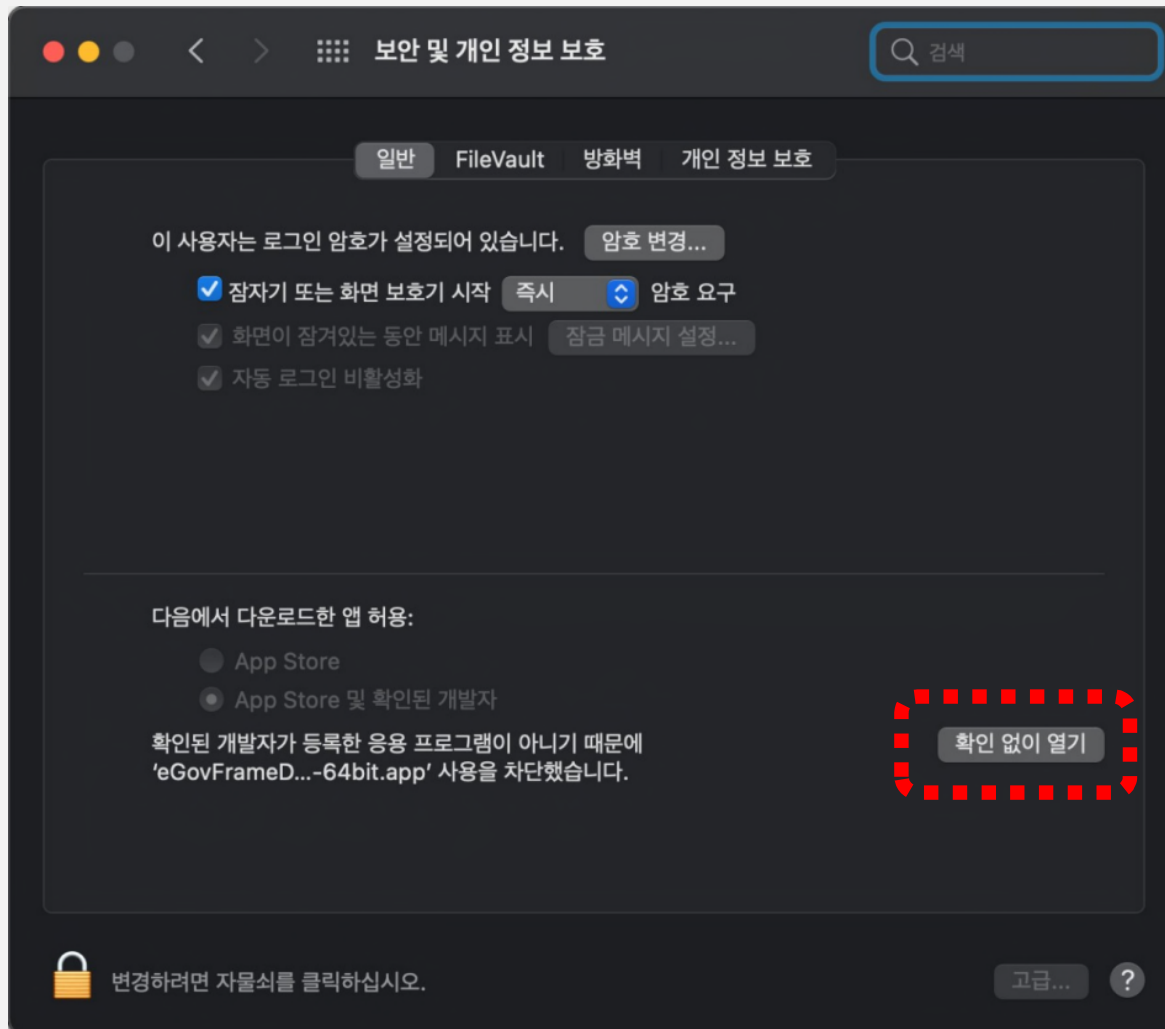 보안 및 개인 정보 보호
검색
일반 FileVault 방화벽 개인 정보 보호
이 사용자는 로그인 암호가 설정되어 있습니다. 암호 변경...
잠자기 또는 화면 보호기 시작 즉시 암호 요구
화면이 잠겨있는 동안 메시지 표시 잠금 메시지 설정...
자동 로그인 비활성화
다음에서 다운로드한 앱 허용:
App Store
App Store 및 확인된 개발자
확인된 개발자가 등록한 응용 프로그램이 아니기 때문에
‘eGovFrameD...-64bit.app’ 사용을 차단했습니다.
확인 없이 열기
변경하려면 자물쇠를 클릭하십시오.
고급... ?